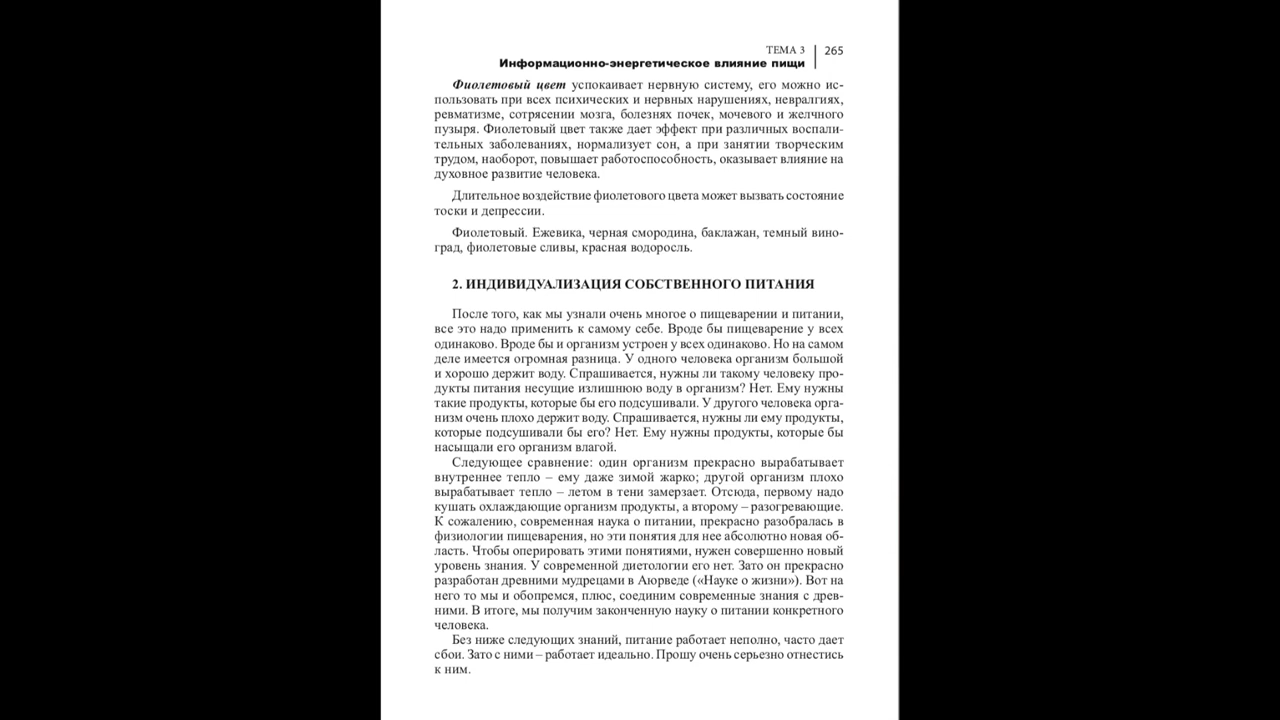 ТЕМА 3 265
Информационно-энергетическое влияние пищи
Фиолетовый цвет успокаивает нервную систему, его можно ис-
пользовать при всех психических и нервных нарушениях, невралгиях,
ревматизме, сотрясении мозга, болезнях почек, мочевого и желчного
пузыря. Фиолетовый цвет также дает эффект при различных воспали-
тельных заболеваниях, нормализует сон, а при занятии творческим
трудом, наоборот, повышает работоспособность, оказывает влияние на
духовное развитие человека.
Длительное воздействие фиолетового цвета может вызвать состояние
тоски и депрессии.
Фиолетовый. Ежевика, черная смородина, баклажан, темный вино-
град, фиолетовые сливы, красная водоросль.
2. ИНДИВИДУАЛИЗАЦИЯ СОБСТВЕННОГО ПИТАНИЯ
После того, как мы узнали очень многое о пищеварении и питании,
все это надо применить к самому себе. Вроде бы пищеварение у всех
одинаково. Вроде бы и организм устроен у всех одинаково. Но на самом
деле имеется огромная разница. У одного человека организм большой
и хорошо держит воду. Спрашивается, нужны ли такому человеку про-
дукты питания несущие излишнюю воду в организм? Нет. Ему нужны
такие продукты, которые бы его подсушивали. У другого человека орга-
низм очень плохо держит воду. Спрашивается, нужны ли ему продукты,
которые подсушивали бы его? Нет. Ему нужны продукты, которые бы
насыщали его организм влагой.
Следующее сравнение: один организм прекрасно вырабатывает
внутреннее тепло – ему даже зимой жарко; другой организм плохо
вырабатывает тепло – летом в тени замерзает. Отсюда, первому надо
кушать охлаждающие организм продукты, а второму – разогревающие.
К сожалению, современная наука о питании, прекрасно разобралась в
физиологии пищеварения, но эти понятия для нее абсолютно новая об-
ласть. Чтобы оперировать этими понятиями, нужен совершенно новый
уровень знания. У современной диетологии его нет. Зато он прекрасно
разработан древними мудрецами в Аюрведе («Науке о жизни»). Вот на
него то мы и обопремся, плюс, соединим современные знания с древ-
ними. В итоге, мы получим законченную науку о питании конкретного
человека.
Без ниже следующих знаний, питание работает неполно, часто дает
сбои. Зато с ними – работает идеально. Прошу очень серьезно отнестись
к ним.